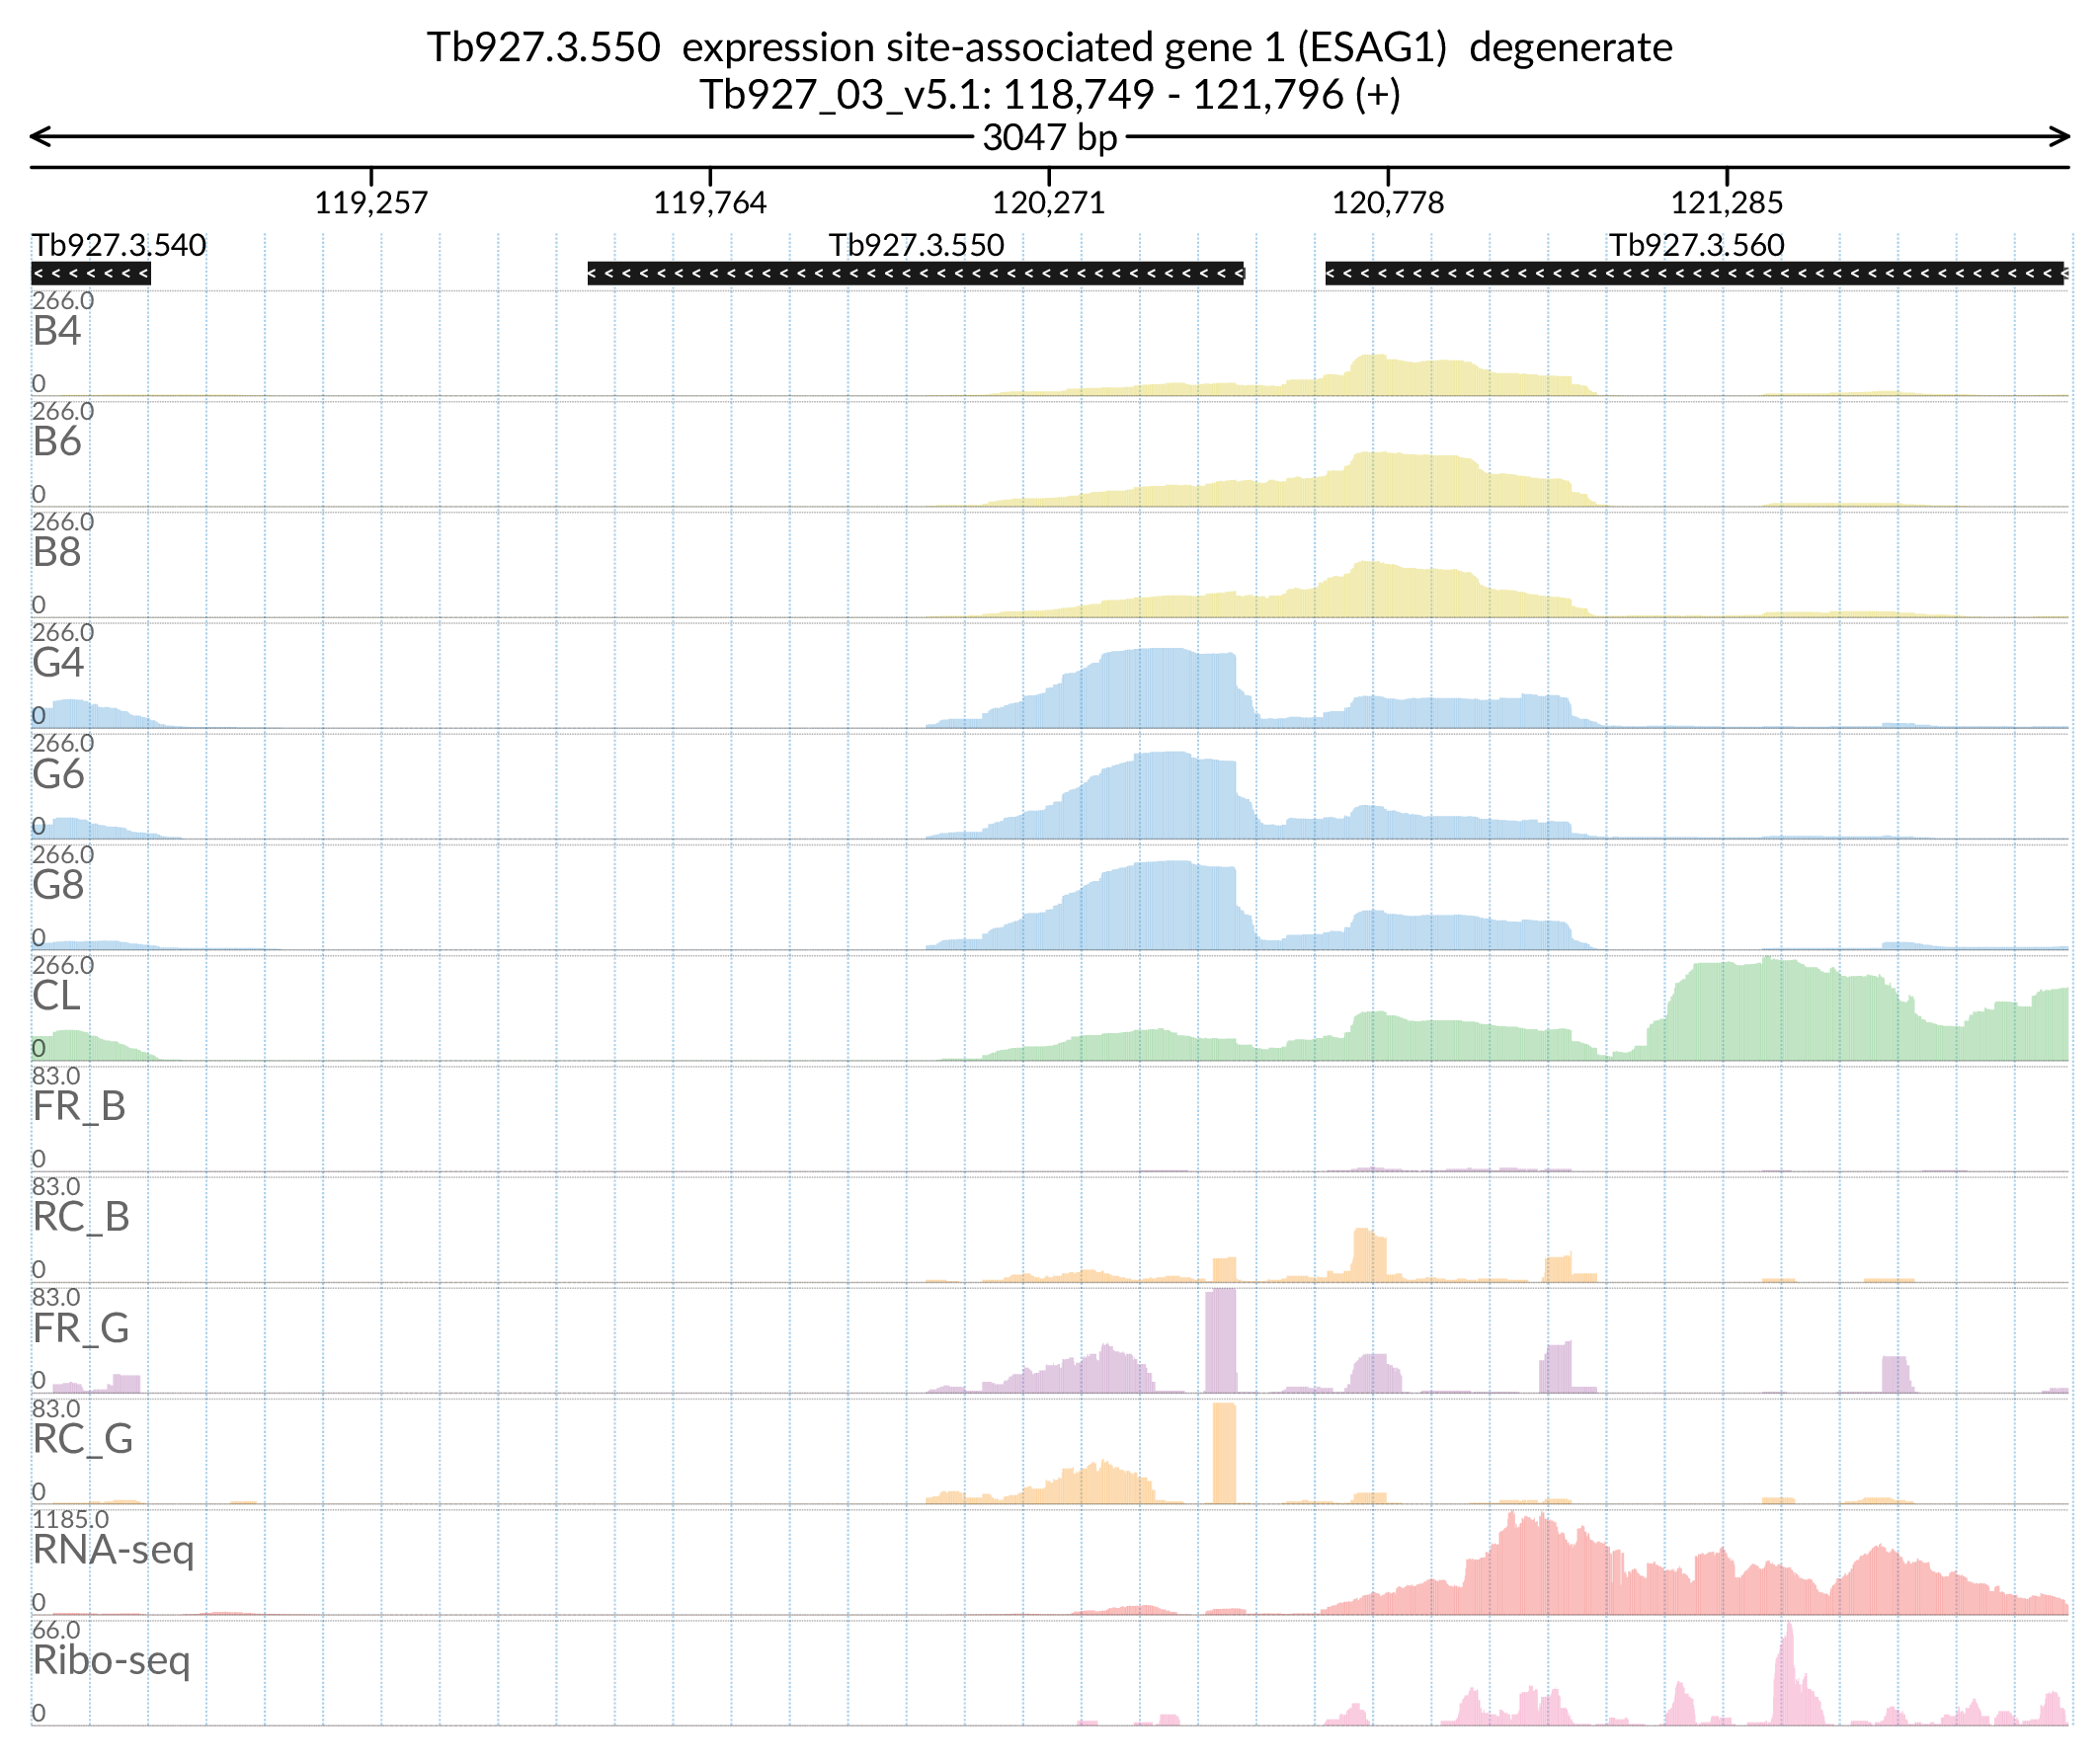 Tb927.3.550 expression site-associated gene 1 (ESAG1) degenerate
Tb927_03_v5.1: 118,749 - 121,796 (+)
3047 bp
119,257 119,764 120,271 120,778 121,285
Tb927.3.540 Tb927.3.550 Tb927.3.560
266.0
B4
0
266.0
B6
0
266.0
B8
0
266.0
G4
0
266.0
G6
0
266.0
G8
0
266.0
CL
0
83.0
FR_B
0
83.0
RC_B
0
83.0
FR_G
0
83.0
RC_G
0
1185.0
RNA-seq
0
66.0
Ribo-seq
0